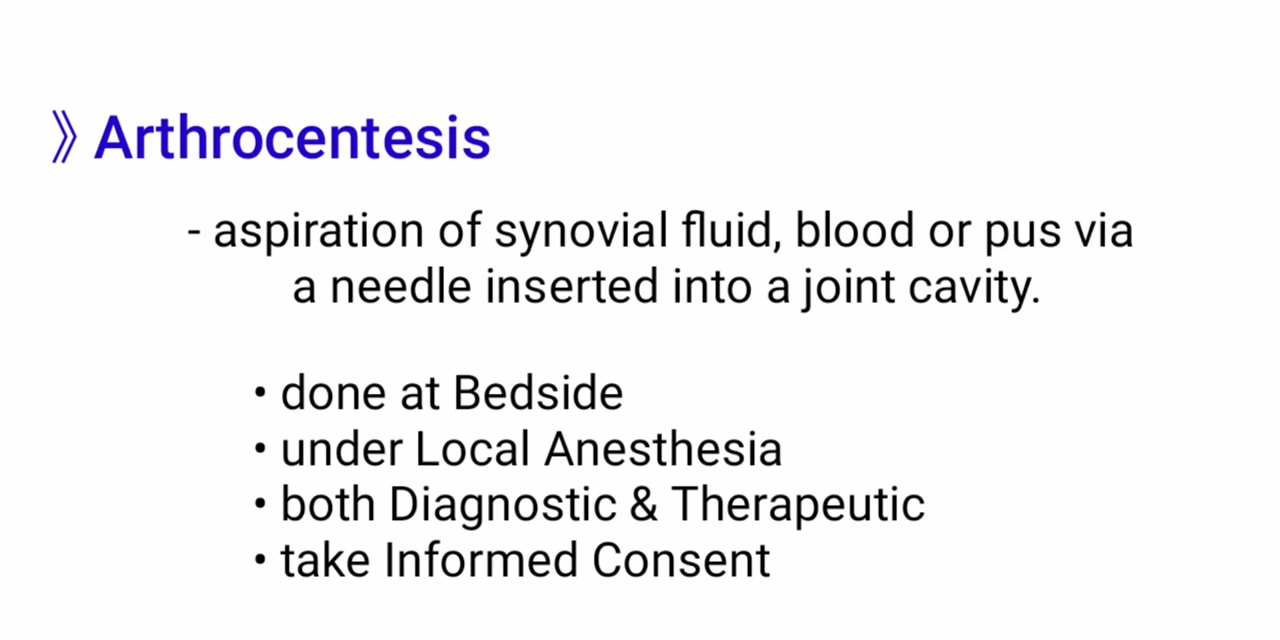 》Arthrocentesis
- aspiration of synovial fluid, blood or pus via
a needle inserted into a joint cavity.
• done at Bedside
• under Local Anesthesia
• both Diagnostic & Therapeutic
• take Informed Consent